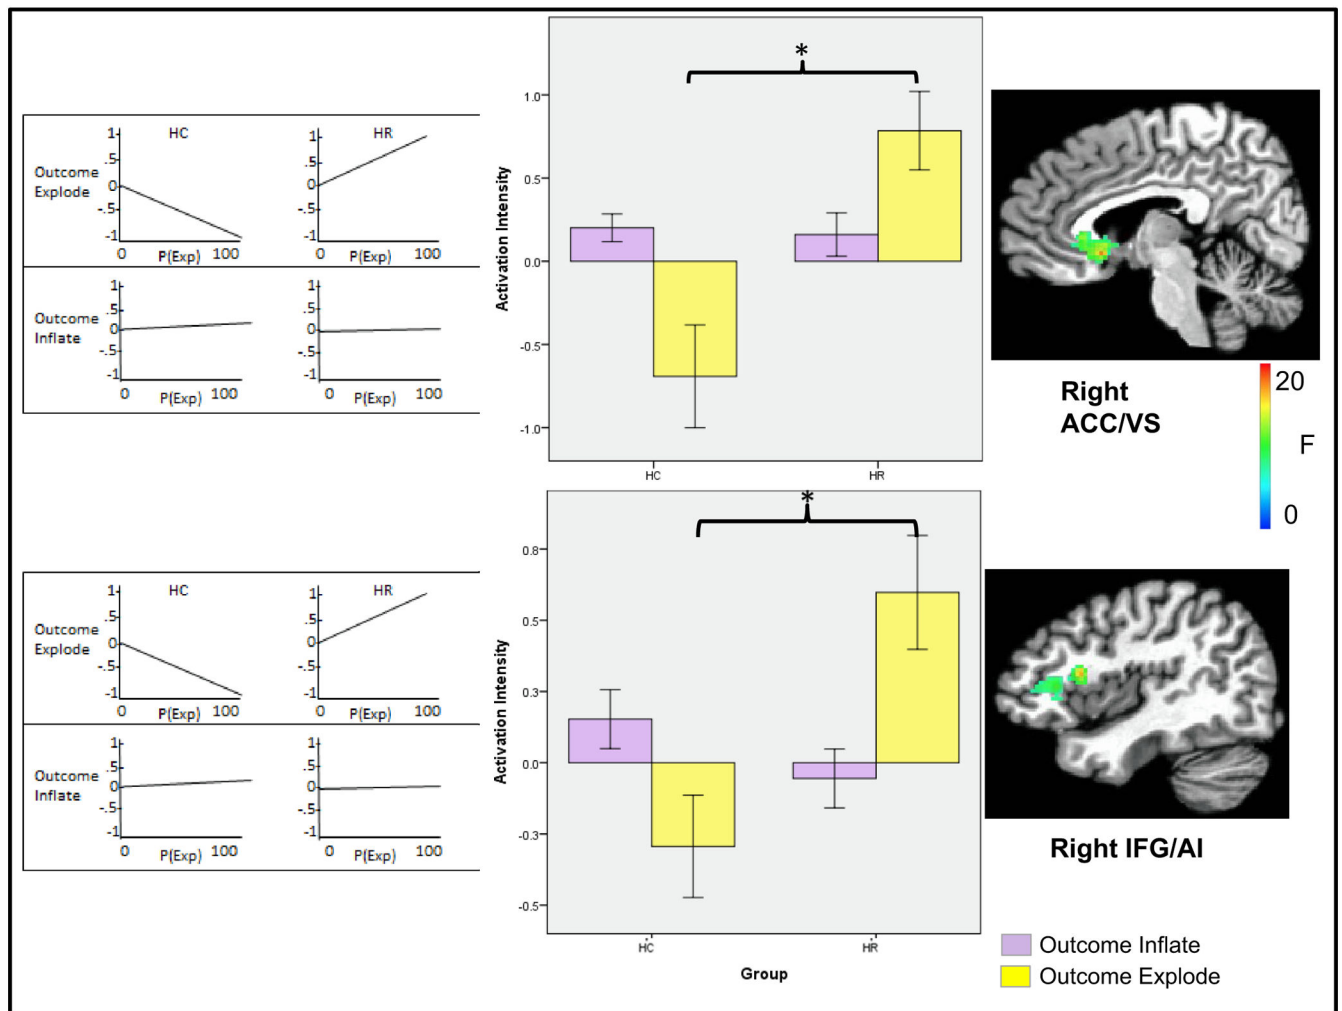 HC HR
Outcome Explode
1
.5
0
-.5
-1
0 P(Exp) 100
1
.5
0
-.5
-1
0 P(Exp) 100
Outcome Inflate
1
.5
0
-.5
-1
0 P(Exp) 100
1
.5
0
-.5
-1
0 P(Exp) 100
*
Activation Intensity
1.0
0.5
0.0
-0.5
-1.0
HC HR
Right
ACC/VS
20
F
0
HC HR
Outcome Explode
1
.5
0
-.5
-1
0 P(Exp) 100
1
.5
0
-.5
-1
0 P(Exp) 100
Outcome Inflate
1
.5
0
-.5
-1
0 P(Exp) 100
1
.5
0
-.5
-1
0 P(Exp) 100
*
Activation Intensity
0.8
0.5
0.3
0.0
-0.3
-0.5
HC HR
Group
Right IFG/AI
Outcome Inflate
Outcome Explode